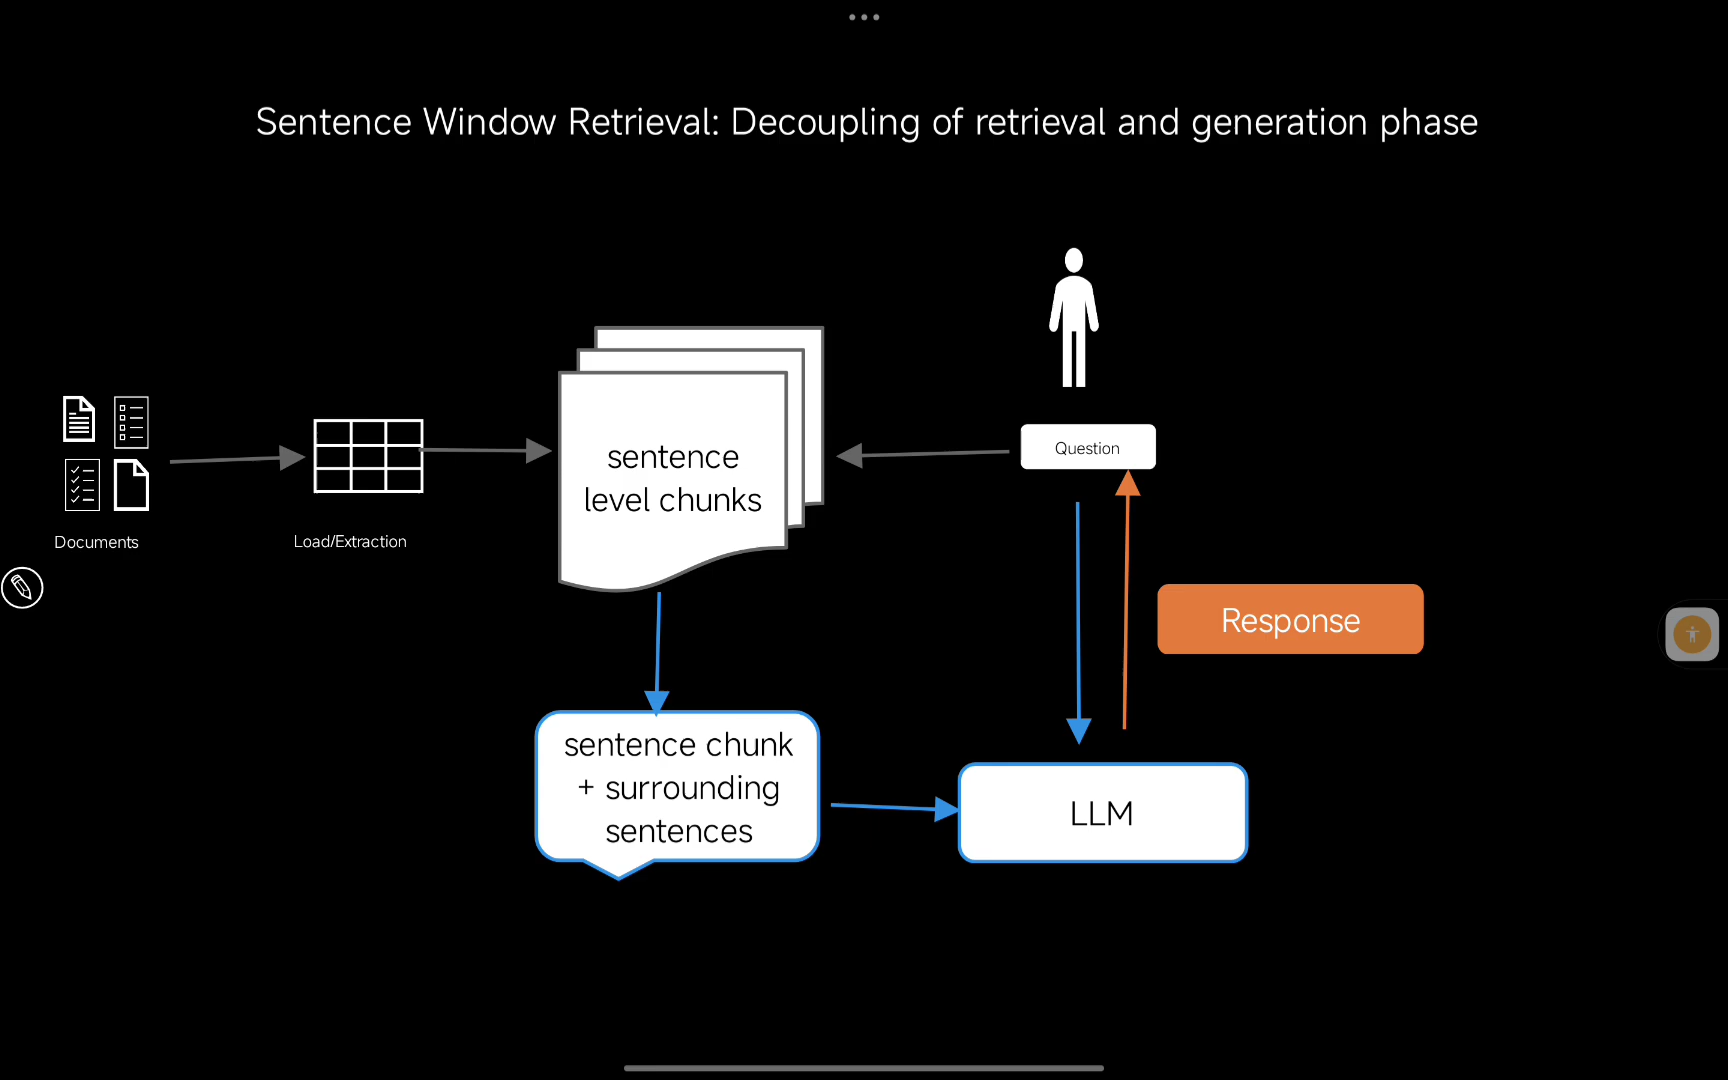 Sentence Window Retrieval: Decoupling of retrieval and generation phase
Documents
Load/Extraction
sentence
level chunks
Question
Response
sentence chunk
+ surrounding
sentences
LLM